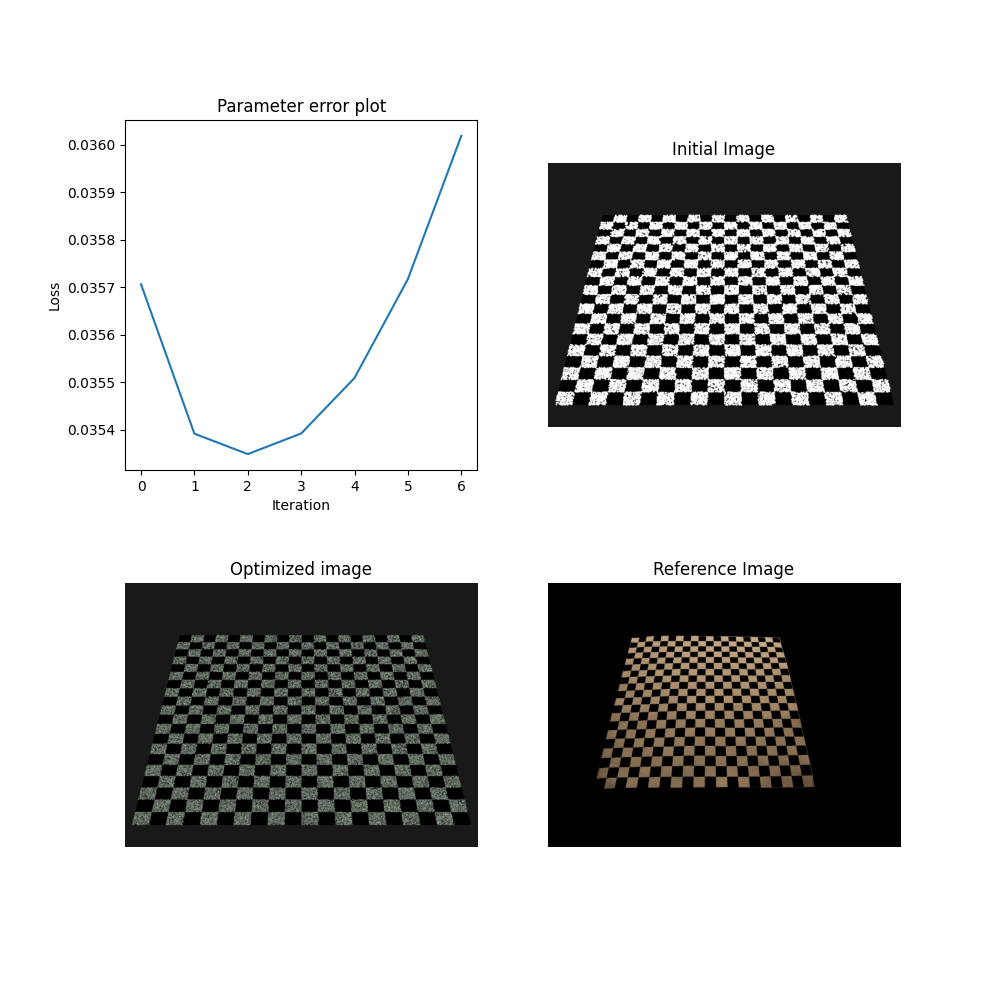 Parameter error plot
0.0360
0.0359
0.0358
0.0357
0.0356
0.0355
0.0354
Loss
0 1 2 3 4 5 6
Iteration
Initial Image
Optimized image
Reference Image